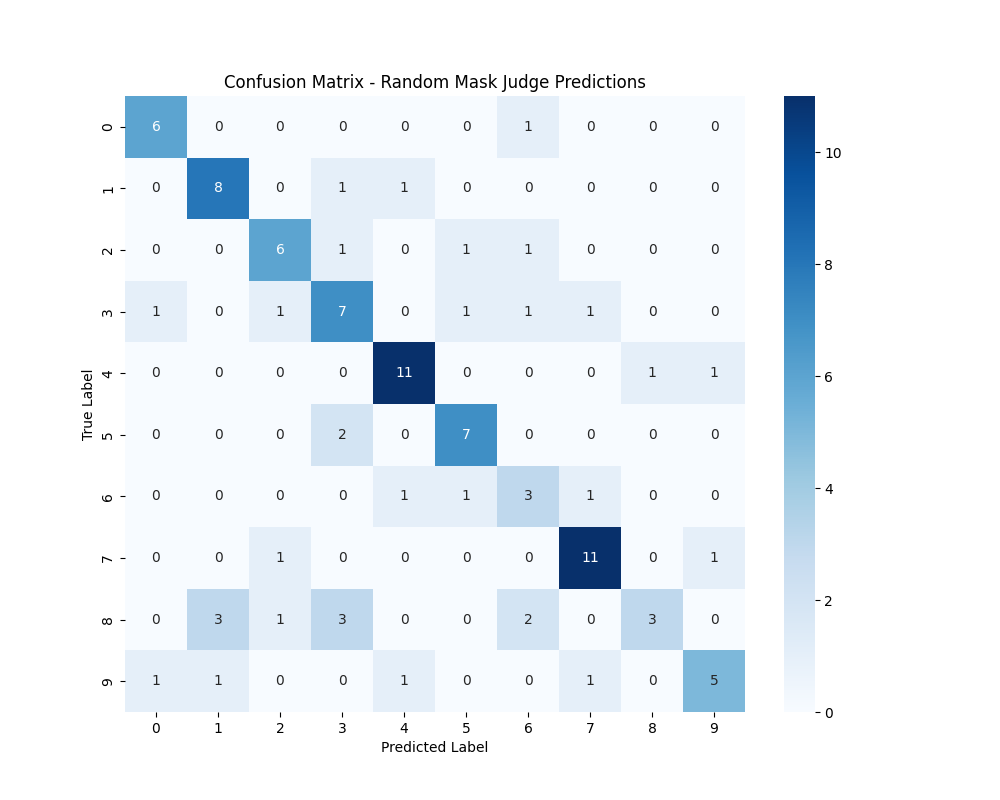 Confusion Matrix - Random Mask Judge Predictions
0 6 0 0 0 0 0 1 0 0 0
1 0 8 0 1 1 0 0 0 0 0
2 0 0 6 1 0 1 1 0 0 0
3 1 0 1 7 0 1 1 1 0 0
4 0 0 0 0 11 0 0 0 1 1
5 0 0 0 2 0 7 0 0 0 0
6 0 0 0 0 1 1 3 1 0 0
7 0 0 1 0 0 0 0 11 0 1
8 0 3 1 3 0 0 2 0 3 0
9 1 1 0 0 1 0 0 1 0 5
0 1 2 3 4 5 6 7 8 9
Predicted Label
True Label
10
8
6
4
2
0